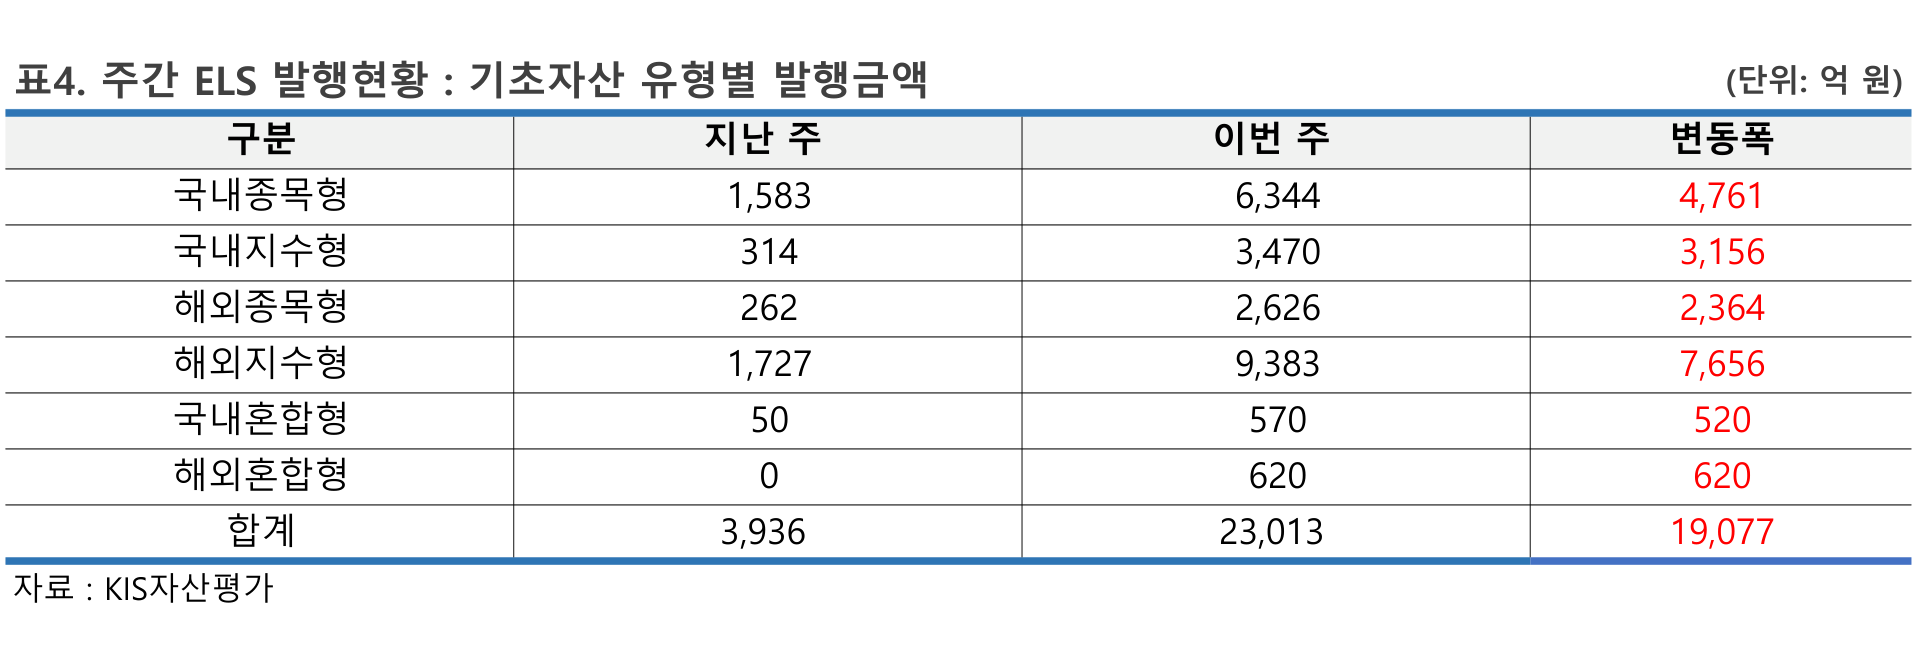 표4. 주간 ELS 발행현황 : 기초자산 유형별 발행금액 (단위: 억 원)
구분 지난 주 이번 주 변동폭
국내종목형 1,583 6,344 4,761
국내지수형 314 3,470 3,156
해외종목형 262 2,626 2,364
해외지수형 1,727 9,383 7,656
국내혼합형 50 570 520
해외혼합형 0 620 620
합계 3,936 23,013 19,077
자료 : KIS자산평가